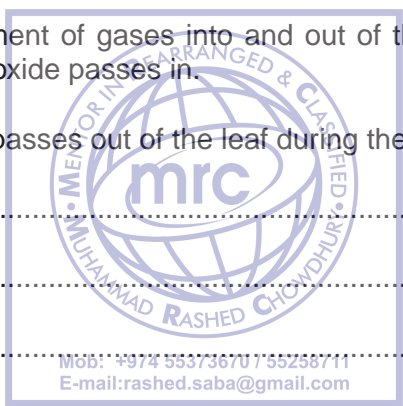 ment of gases into and out of th
oxide passes in.
passes out of the leaf during the
MENTOR IN REARRANGED & CLASSIFIED
mrc
MUHAMMAD RASHED CHOWDHURY
Mob: +974 55373670 / 55258711
E-mail:rashed.saba@gmail.com